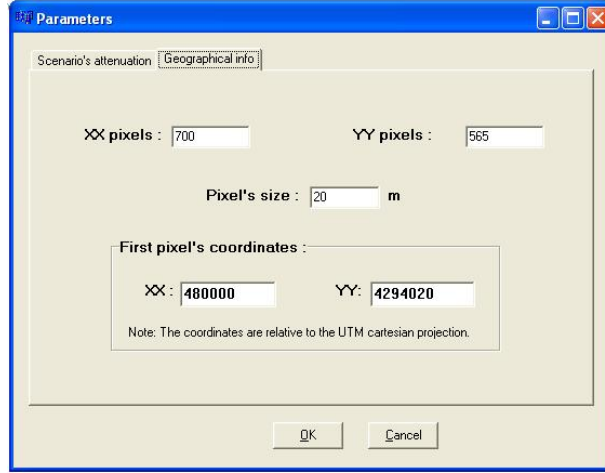 Parameters
Scenario's attenuation Geographical info
XX pixels : 700 YY pixels : 565
Pixel's size : 20 m
First pixel's coordinates :
XX : 480000 YY: 4294020
Note: The coordinates are relative to the UTM cartesian projection.
OK Cancel